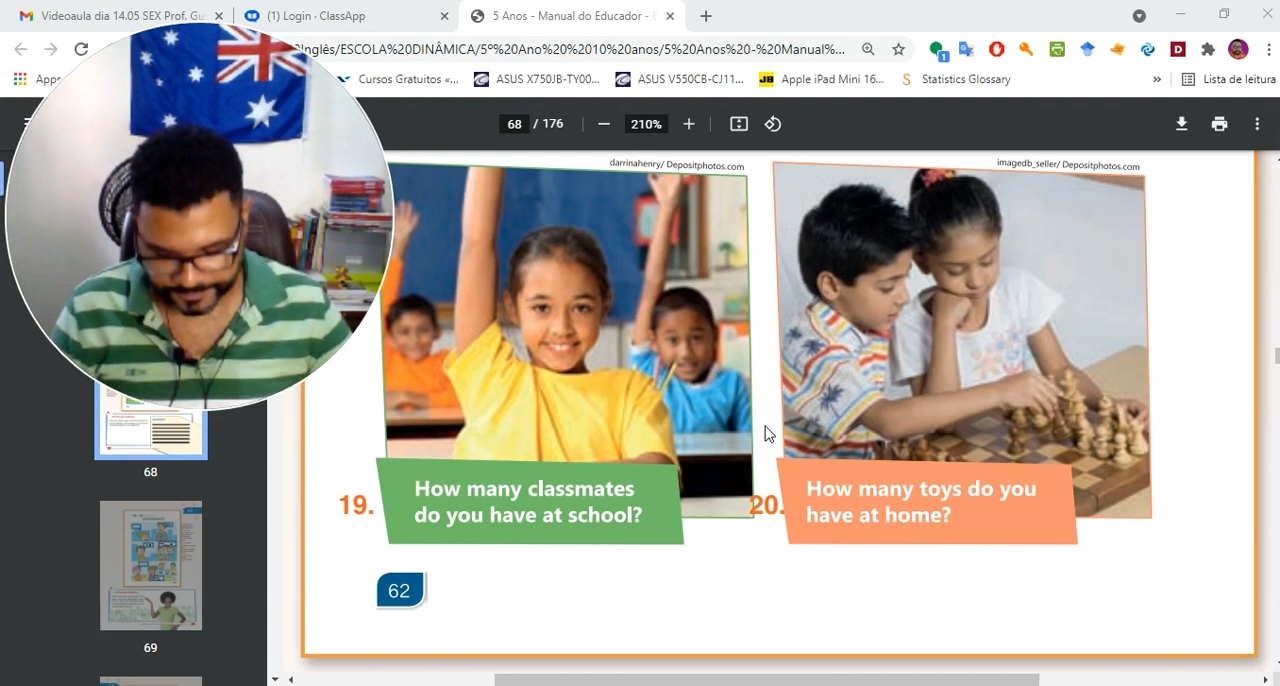 Videoaula dia 14.05 SEX Prof. Gu
(1) Login · ClassApp
5 Anos - Manual do Educador -
Inglês/ESCOLA%20DINÂMICA/5º%20Ano%20%2010%20anos/5%20Anos%20-%20Manual%...
1
D
Apps
Cursos Gratuitos «...
ASUS X750JB-TY00...
ASUS V550CB-CJ11...
JB
Apple iPad Mini 16...
S
Statistics Glossary
»
Lista de leitura
68 / 176
210%
darrinahenry/ Depositphotos.com
imagedb_seller/ Depositphotos.com
68
69
19.
How many classmates
do you have at school?
20.
How many toys do you
have at home?
62